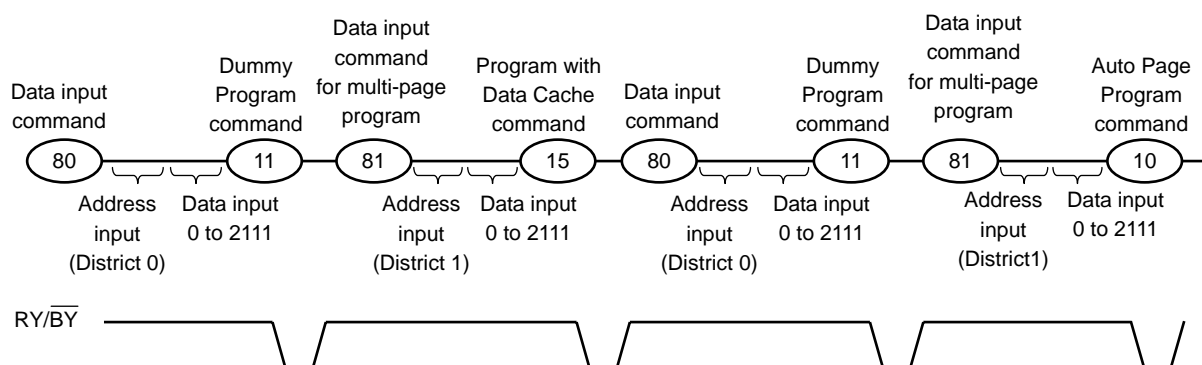 Data input
command
Dummy
Program
command
Data input
command
for multi-page
program
Program with
Data Cache
command
Data input
command
Dummy
Program
command
Data input
command
for multi-page
program
Auto Page
Program
command
80
11
81
15
80
11
81
10
Address
input
(District 0)
Data input
0 to 2111
Address
input
(District 1)
Data input
0 to 2111
Address
input
(District 0)
Data input
0 to 2111
Address
input
(District1)
Data input
0 to 2111
RY/B̅Y̅